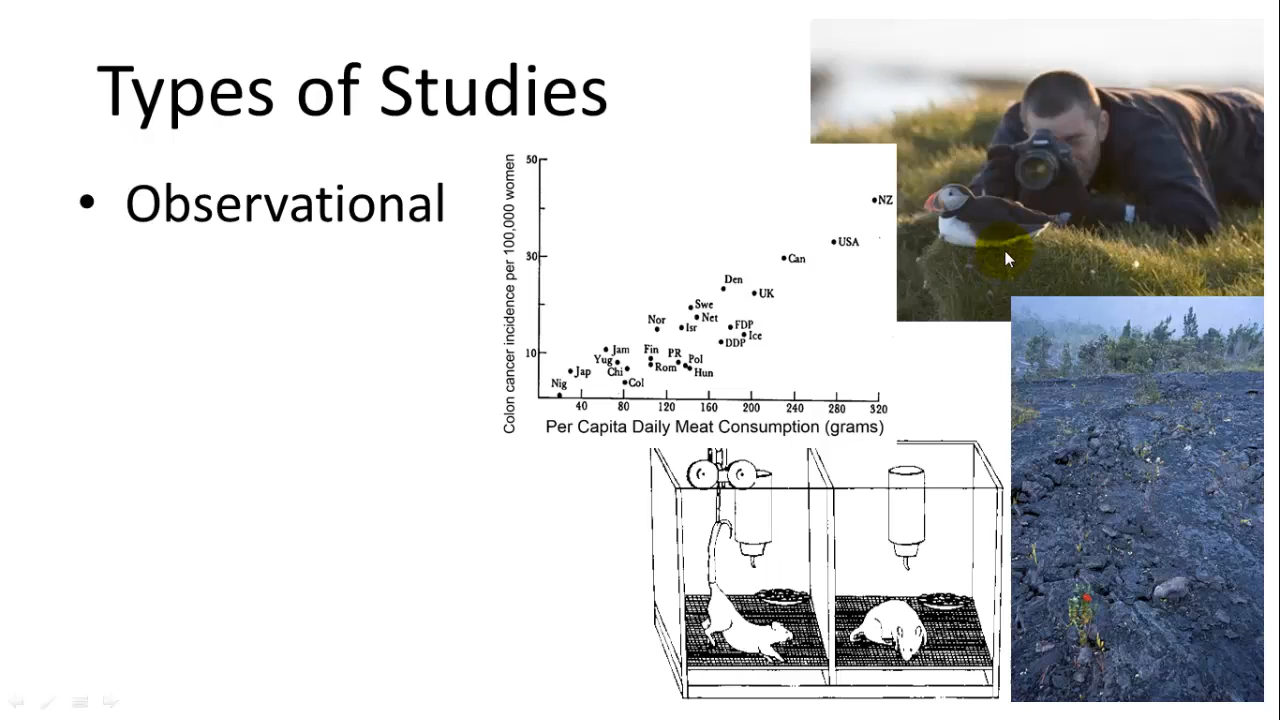 Types of Studies
• Observational
Colon cancer incidence per 100,000 women
50
30
10
NZ
USA
Can
Den
UK
Swe
Net
Nor
Isr
FDP
Ice
DDP
Jam
Fin
PR
Yug
Pol
Rom
Chi
Hun
Jap
Col
Nig
40 80 120 160 200 240 280 320
Per Capita Daily Meat Consumption (grams)